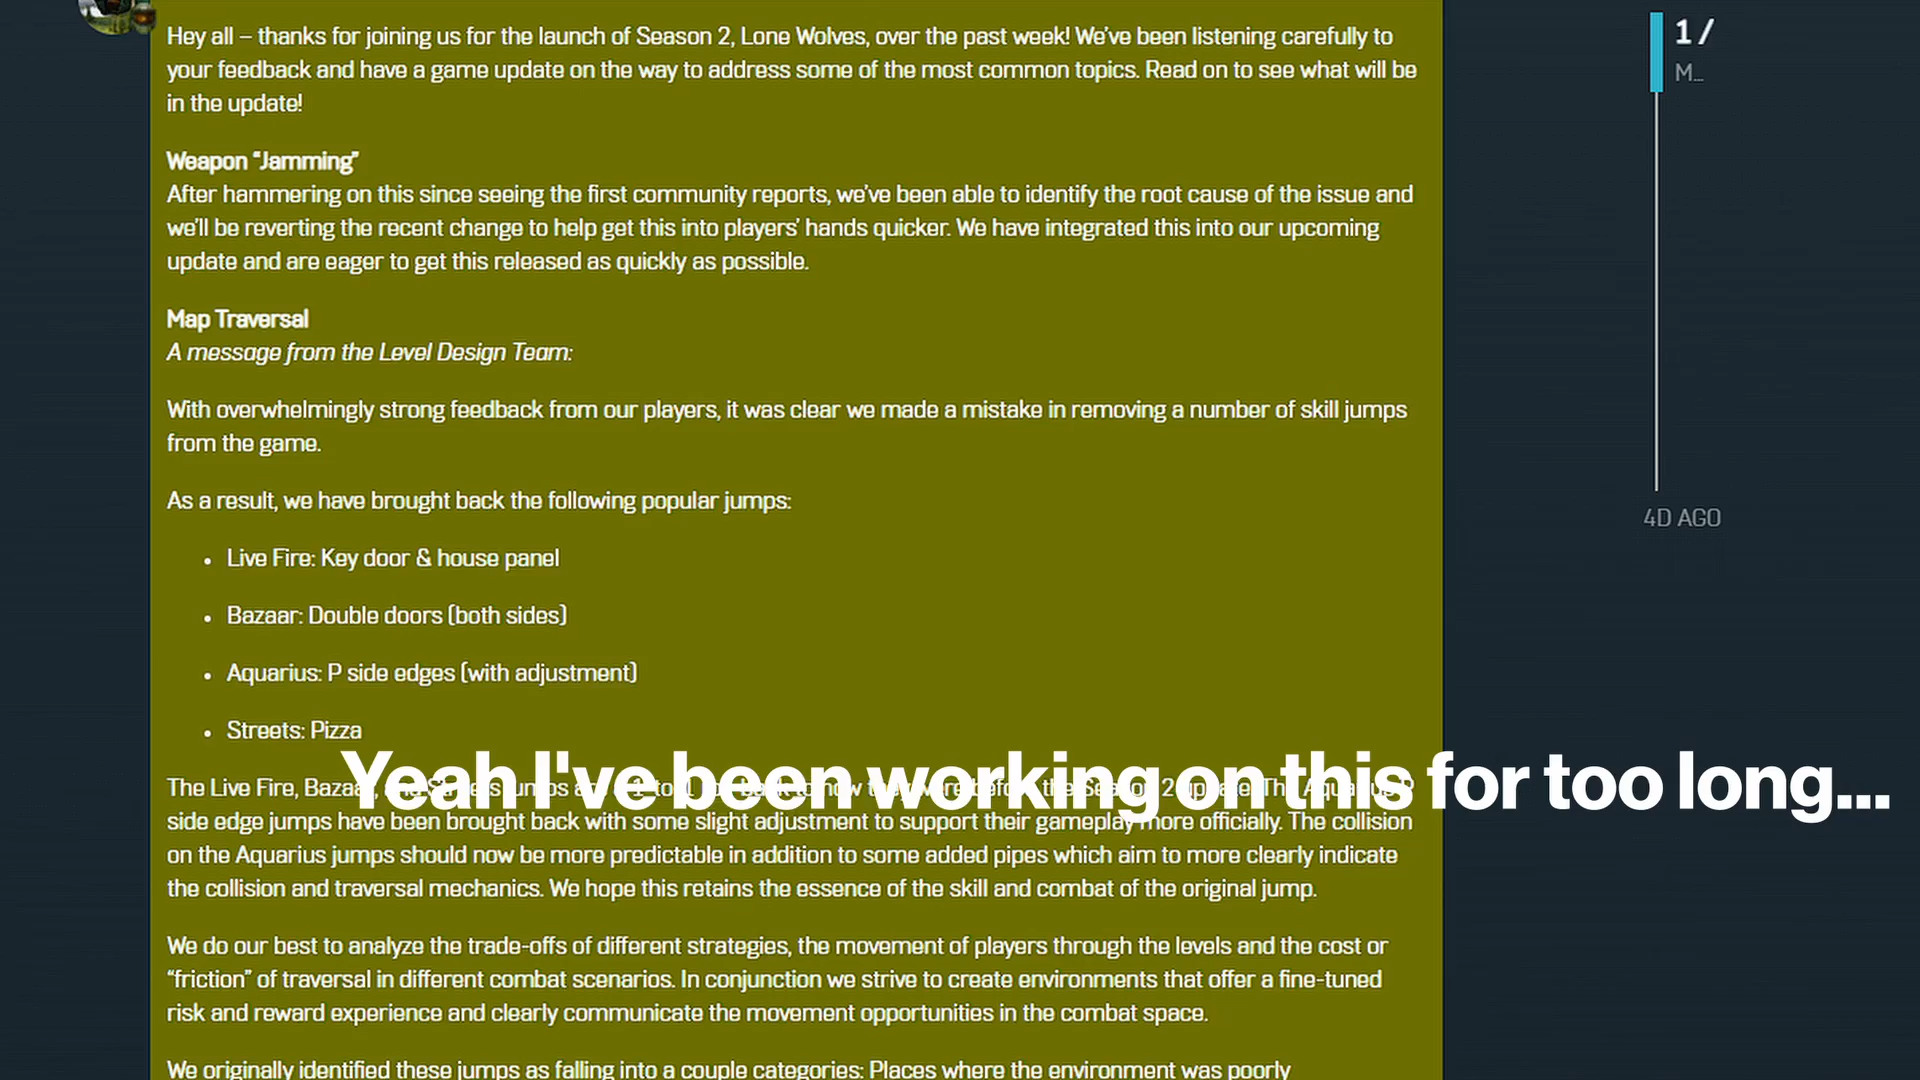 Hey all – thanks for joining us for the launch of Season 2, Lone Wolves, over the past week! We’ve been listening carefully to
your feedback and have a game update on the way to address some of the most common topics. Read on to see what will be
in the update!
Weapon “Jamming”
After hammering on this since seeing the first community reports, we’ve been able to identify the root cause of the issue and
we’ll be reverting the recent change to help get this into players’ hands quicker. We have integrated this into our upcoming
update and are eager to get this released as quickly as possible.
Map Traversal
A message from the Level Design Team:
With overwhelmingly strong feedback from our players, it was clear we made a mistake in removing a number of skill jumps
from the game.
As a result, we have brought back the following popular jumps:
• Live Fire: Key door & house panel
• Bazaar: Double doors (both sides)
• Aquarius: P side edges (with adjustment)
• Streets: Pizza
Yeah I've been working on this for too long...
The Live Fire,
side edge jumps have been brought back with some slight adjustment to support their gameplay more officially. The collision
on the Aquarius jumps should now be more predictable in addition to some added pipes which aim to more clearly indicate
the collision and traversal mechanics. We hope this retains the essence of the skill and combat of the original jump.
We do our best to analyze the trade-offs of different strategies, the movement of players through the levels and the cost or
“friction” of traversal in different combat scenarios. In conjunction we strive to create environments that offer a fine-tuned
risk and reward experience and clearly communicate the movement opportunities in the combat space.
We originally identified these jumps as falling into a couple categories: Places where the environment was poorly
1 /
M...
4D AGO